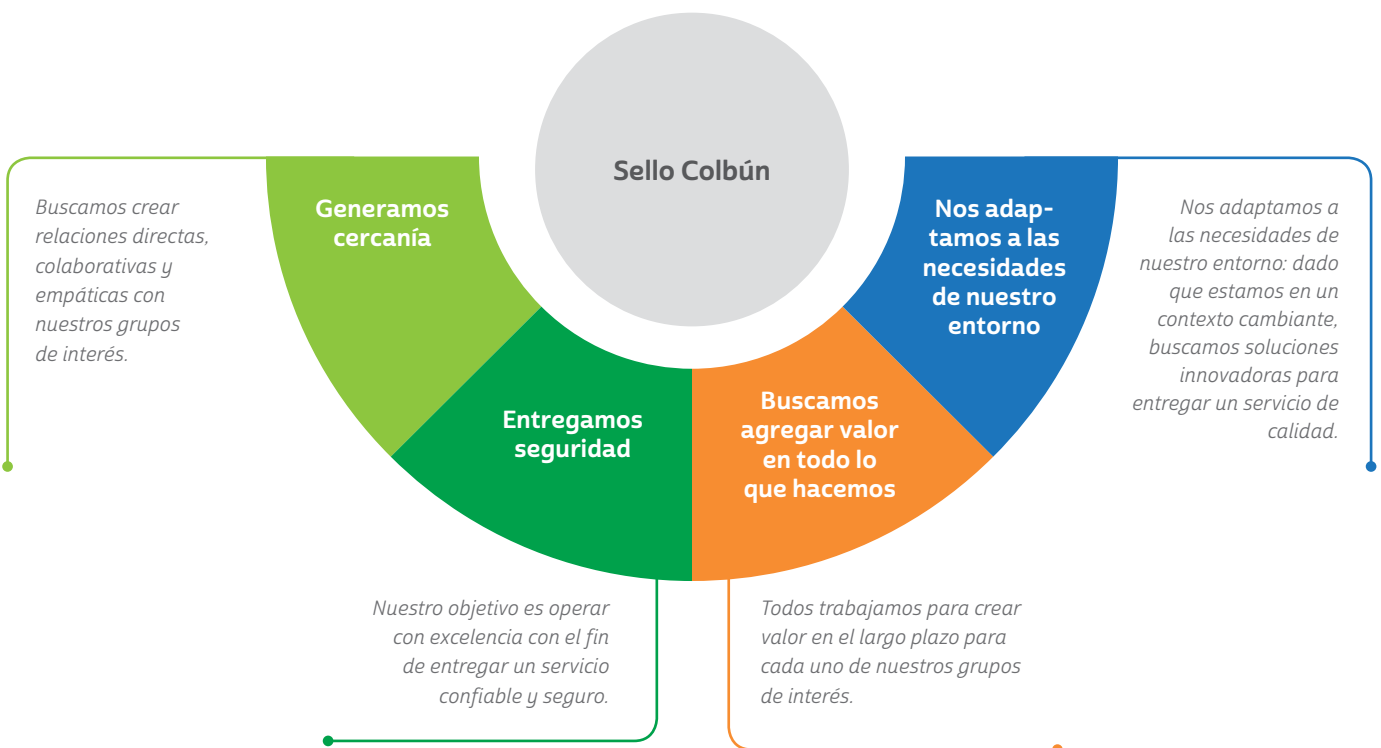 Sello Colbún
Generamos
cercanía
Buscamos crear
relaciones directas,
colaborativas y
empáticas con
nuestros grupos
de interés.
Entregamos
seguridad
Nuestro objetivo es operar
con excelencia con el fin
de entregar un servicio
confiable y seguro.
Buscamos
agregar valor
en todo lo
que hacemos
Todos trabajamos para crear
valor en el largo plazo para
cada uno de nuestros grupos
de interés.
Nos adap-
tamos a las
necesidades
de nuestro
entorno
Nos adaptamos a
las necesidades de
nuestro entorno: dado
que estamos en un
contexto cambiante,
buscamos soluciones
innovadoras para
entregar un servicio de
calidad.